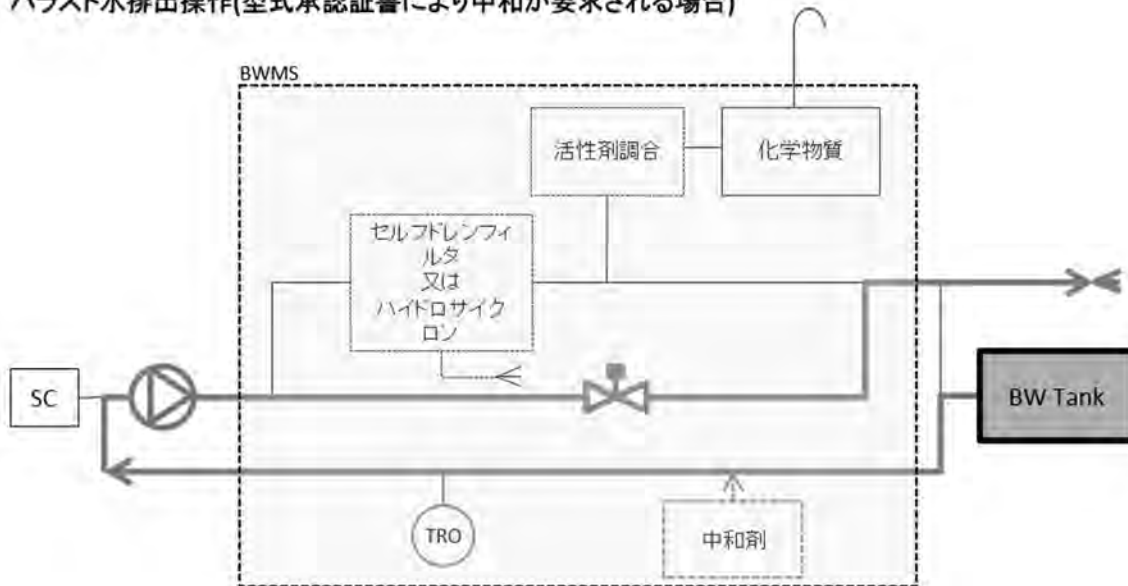 バラスト水排出操作(型式承認証書により中和が要求される場合)
BWMS
活性剤調合
化学物質
セルフドレンフィ
ルタ
又は
ハイドロサイク
ロン
SC
BW Tank
TRO
中和剤